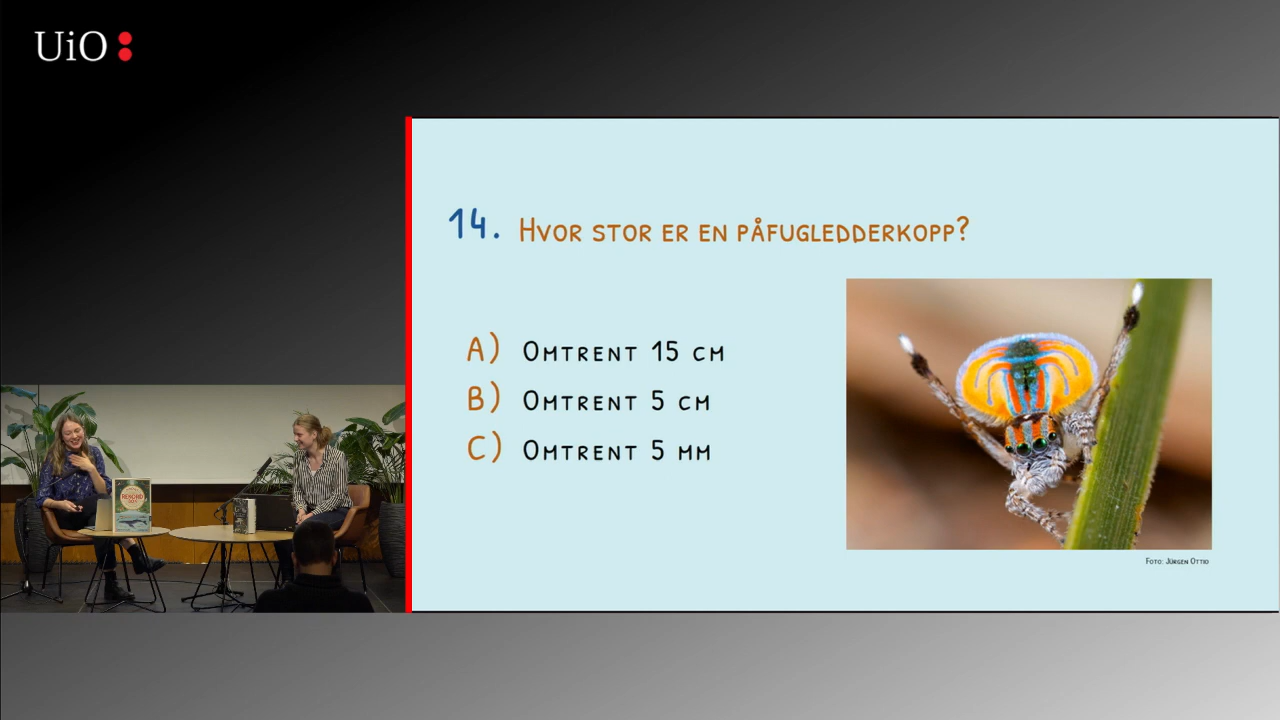 UiO
14. Hvor stor er en påfugledderkopp?
A) Omtrent 15 cm
B) Omtrent 5 cm
C) Omtrent 5 mm
Foto: Jürgen Otto
REKORD